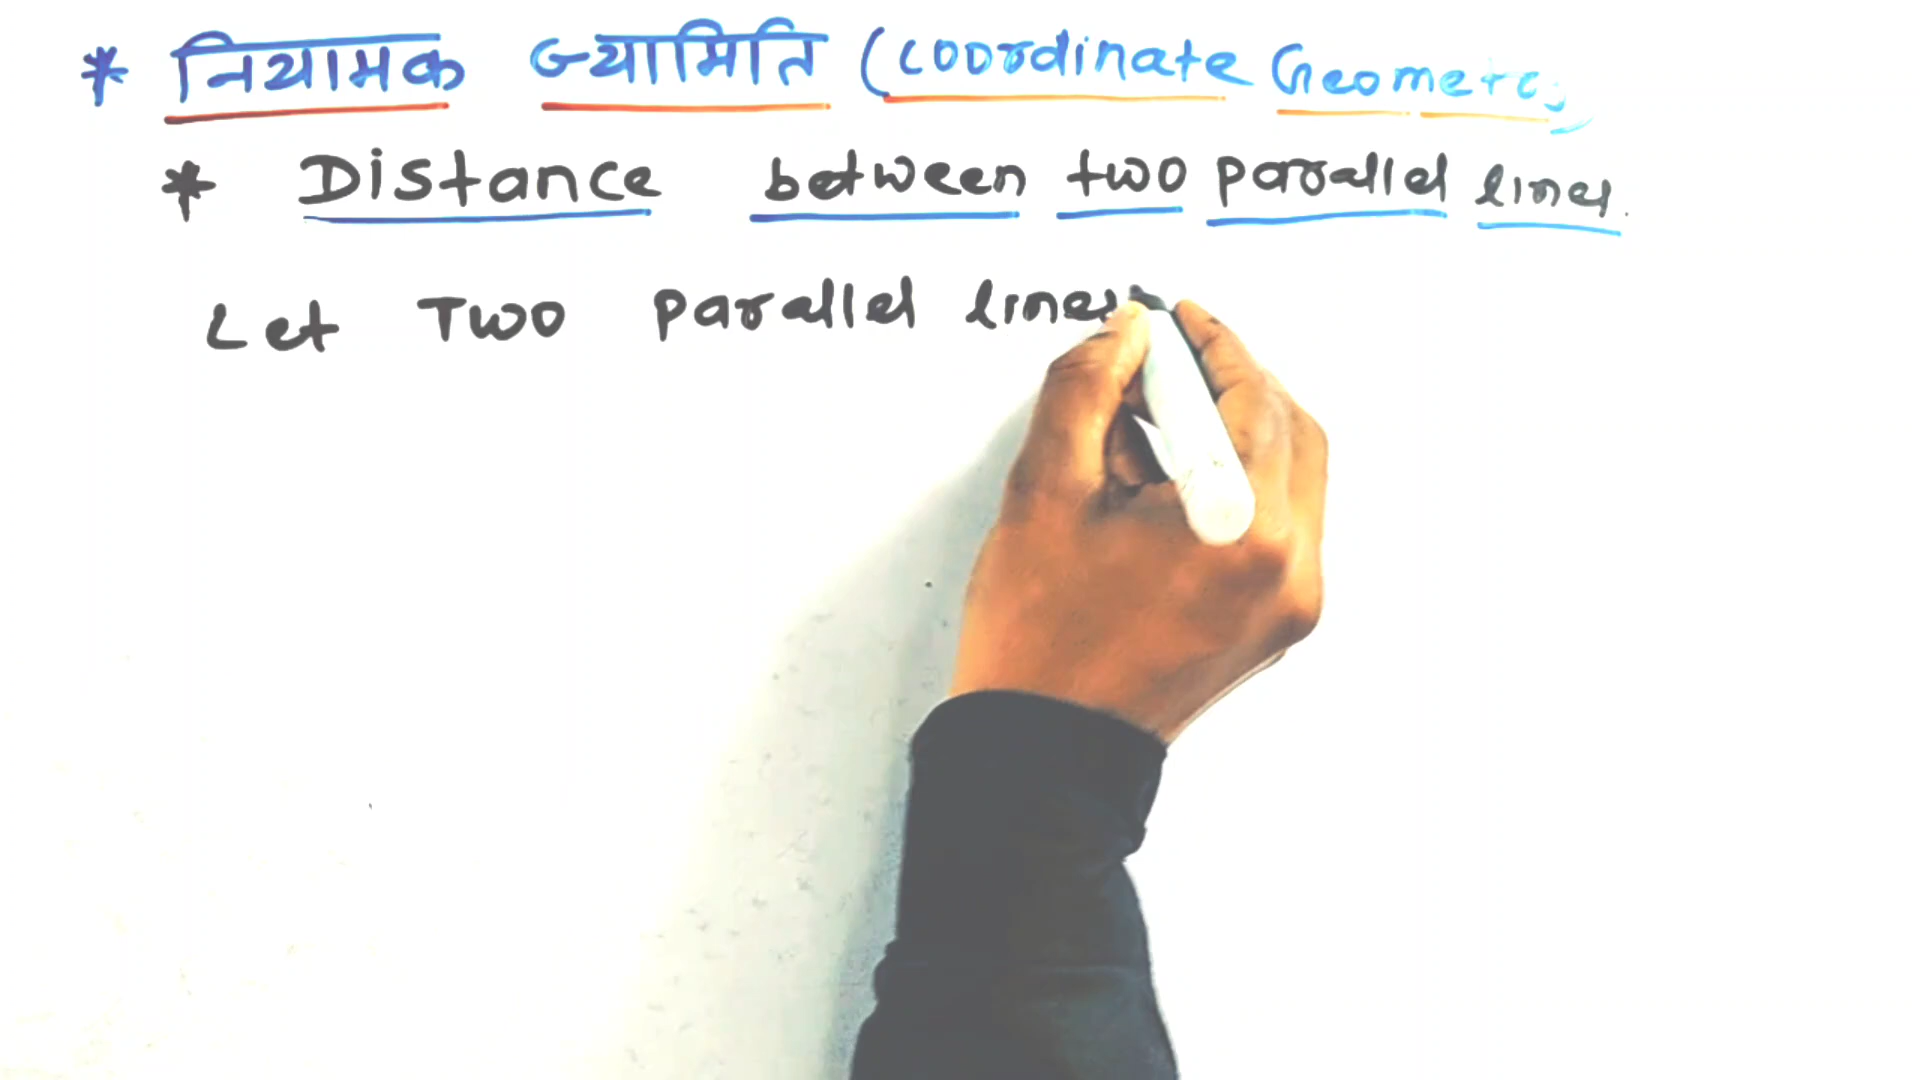 * नियामक ज्यामिति (Coordinate Geometry)
* Distance between two parallel lines.
Let Two parallel lines